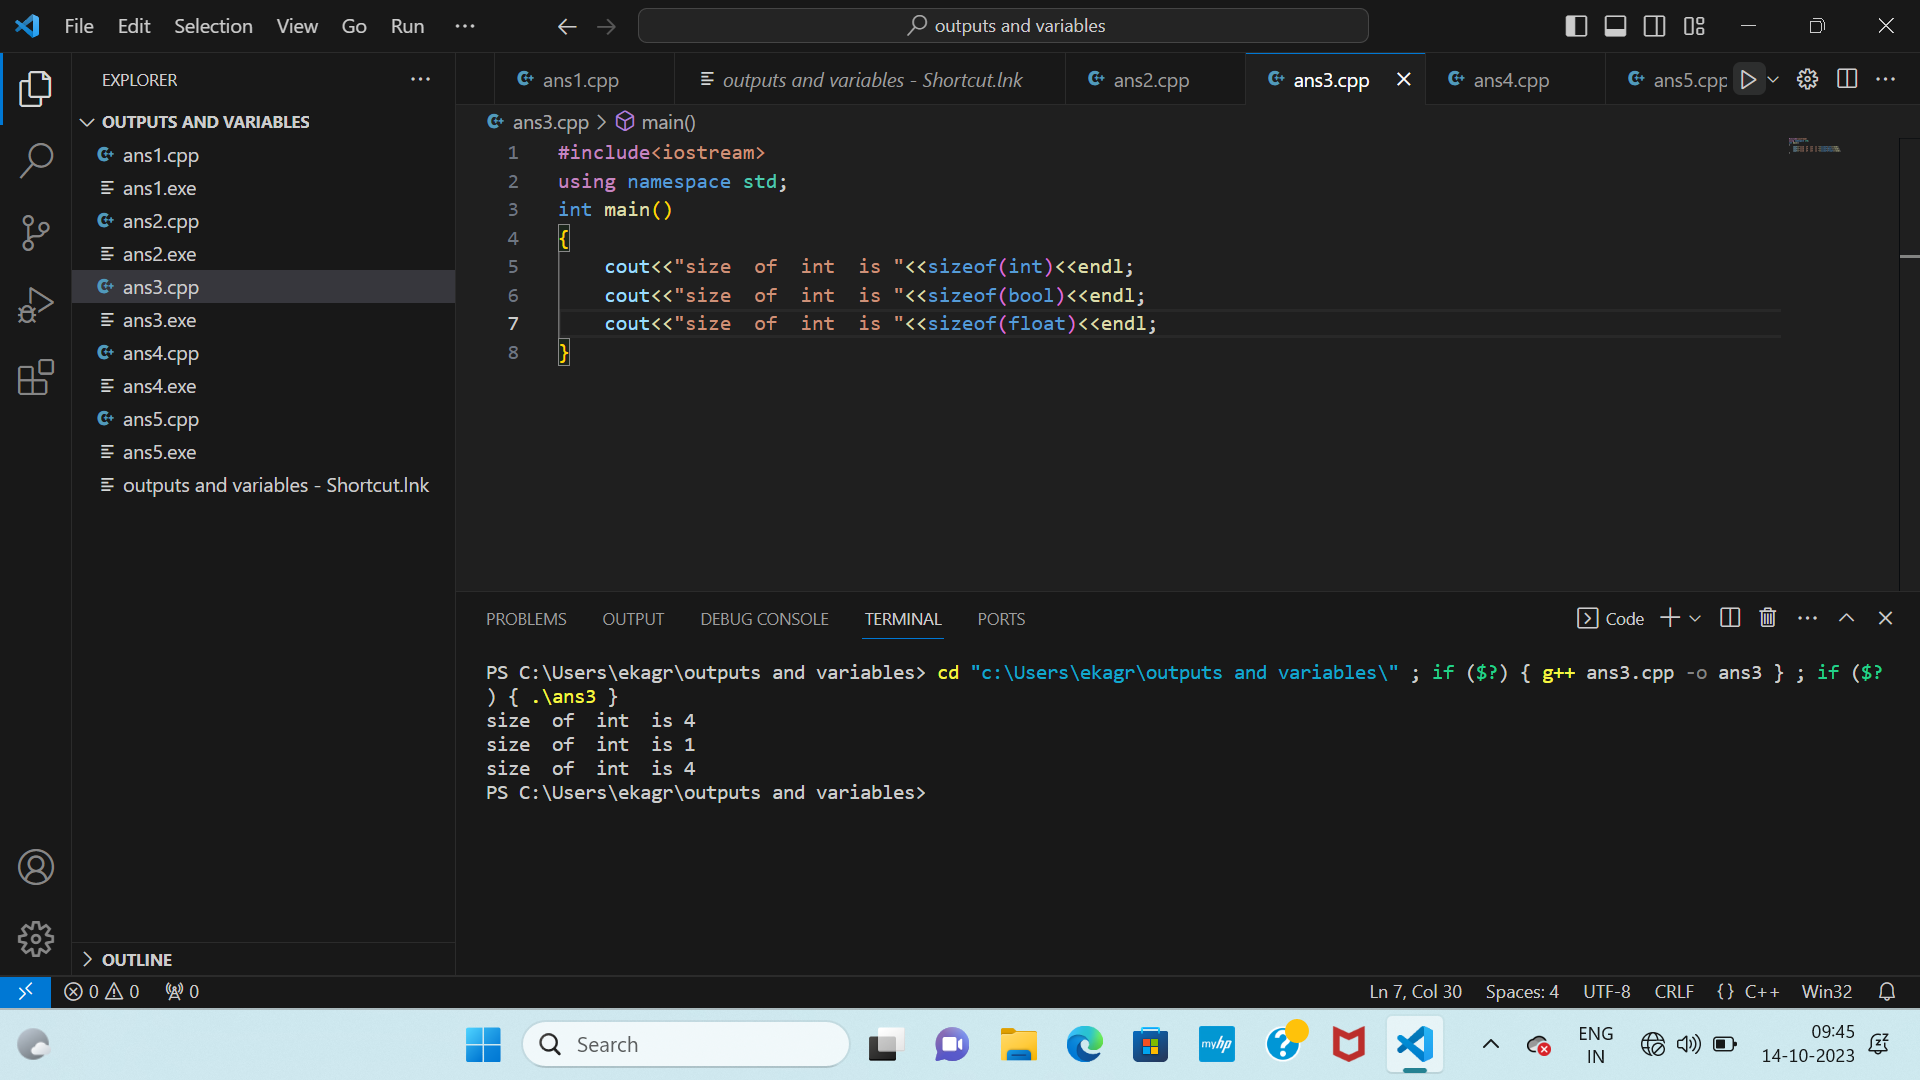 File Edit Selection View Go Run ···
outputs and variables
EXPLORER
ans1.cpp
outputs and variables - Shortcut.lnk
ans2.cpp
ans3.cpp
ans4.cpp
ans5.cpp
OUTPUTS AND VARIABLES
ans1.cpp
ans1.exe
ans2.cpp
ans2.exe
ans3.cpp
ans3.exe
ans4.cpp
ans4.exe
ans5.cpp
ans5.exe
outputs and variables - Shortcut.lnk
OUTLINE
ans3.cpp > main()
1 #include<iostream>
2 using namespace std;
3 int main()
4 {
5     cout<<"size  of  int  is "<<sizeof(int)<<endl;
6     cout<<"size  of  int  is "<<sizeof(bool)<<endl;
7     cout<<"size  of  int  is "<<sizeof(float)<<endl;
8 }
PROBLEMS OUTPUT DEBUG CONSOLE TERMINAL PORTS
Code
PS C:\Users\ekagr\outputs and variables> cd "c:\Users\ekagr\outputs and variables\" ; if ($?) { g++ ans3.cpp -o ans3 } ; if ($?
) { .\ans3 }
size  of  int  is 4
size  of  int  is 1
size  of  int  is 4
PS C:\Users\ekagr\outputs and variables>
0 0 0
Ln 7, Col 30 Spaces: 4 UTF-8 CRLF {} C++ Win32
Search
myhp
ENG
IN
09:45
14-10-2023